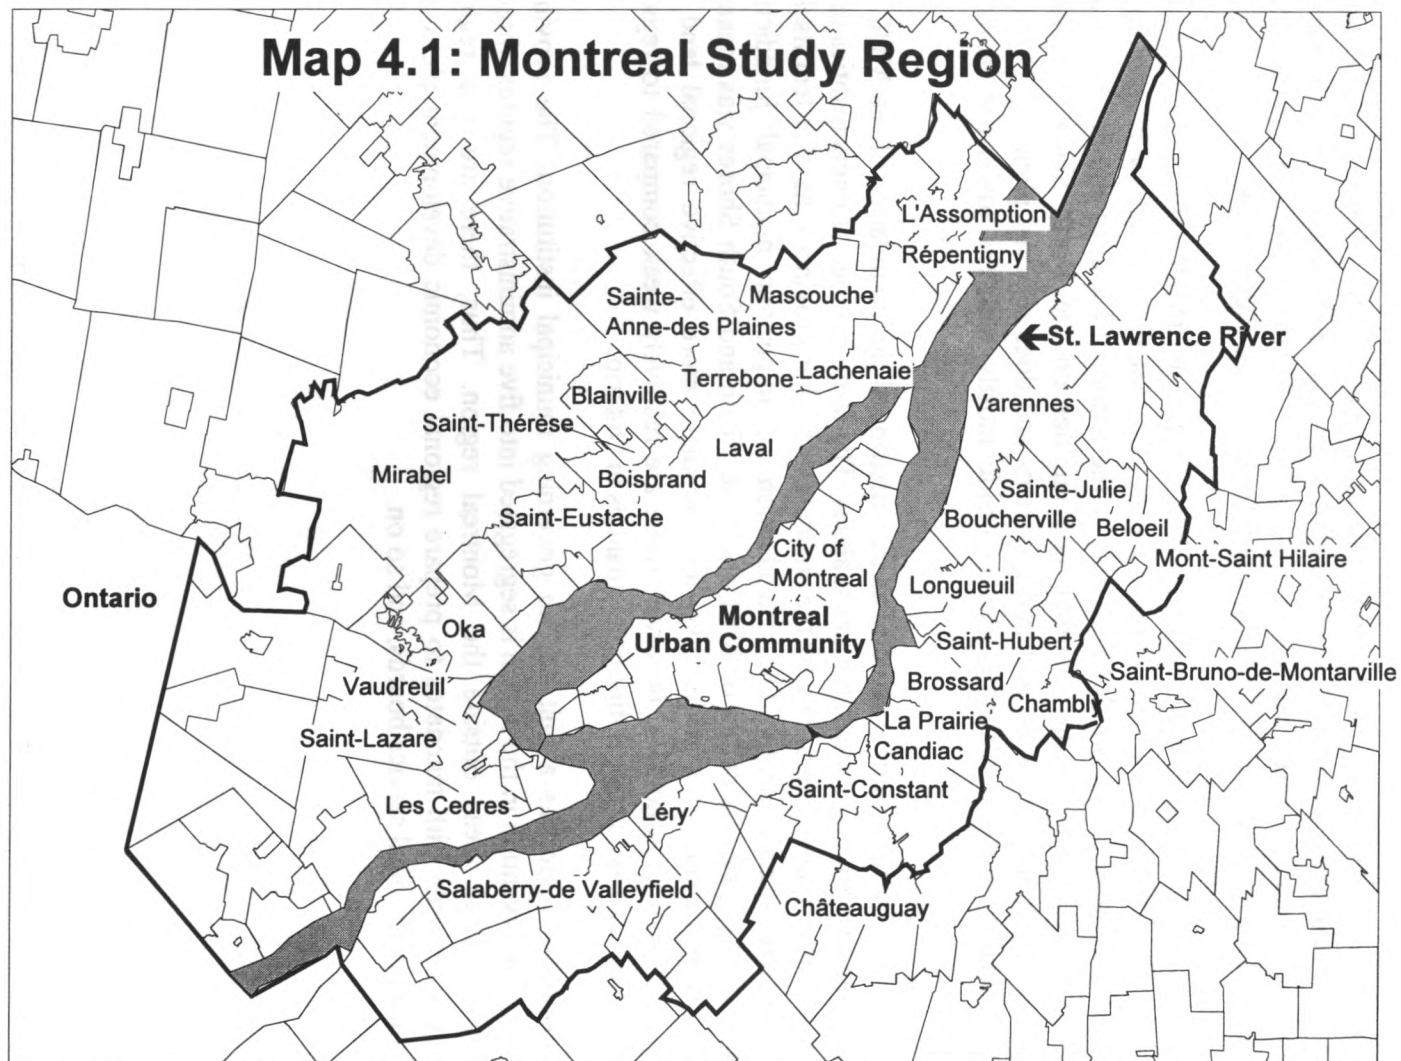 Map 4.1: Montreal Study Region
L'Assomption
Répentigny
Sainte-
Anne-des Plaines
Mascouche
St. Lawrence River
Terrebone
Lachenaie
Blainville
Varennes
Saint-Thérèse
Laval
Mirabel
Boisbrand
Sainte-Julie
Saint-Eustache
Boucherville
Beloeil
City of
Montreal
Mont-Saint Hilaire
Longueuil
Ontario
Montreal
Urban Community
Oka
Saint-Hubert
Saint-Bruno-de-Montarville
Vaudreuil
Brossard
Chambly
La Prairie
Saint-Lazare
Candiac
Saint-Constant
Les Cedres
Léry
Salaberry-de Valleyfield
Châteauguay